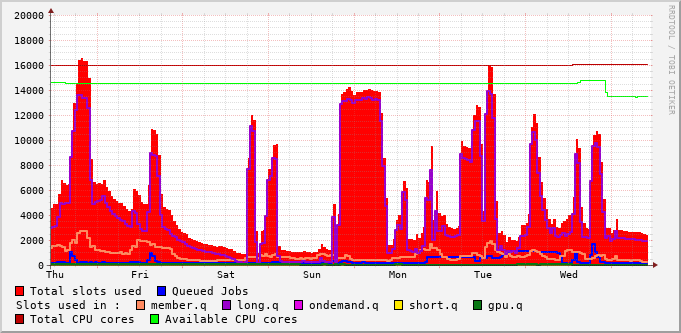 20000
18000
16000
14000
12000
10000
8000
6000
4000
2000
0
Thu Fri Sat Sun Mon Tue Wed
RRDTOOL / TOBI OETIKER
Total slots used Queued Jobs
Slots used in : member.q long.q ondemand.q short.q gpu.q
Total CPU cores Available CPU cores